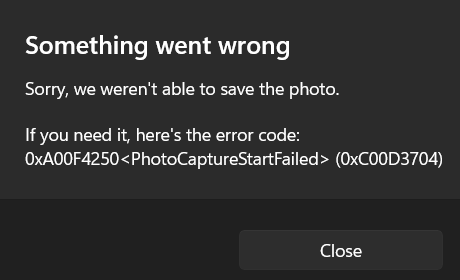 Something went wrong
Sorry, we weren't able to save the photo.
If you need it, here's the error code:
0xA00F4250<PhotoCaptureStartFailed> (0xC00D3704)
Close